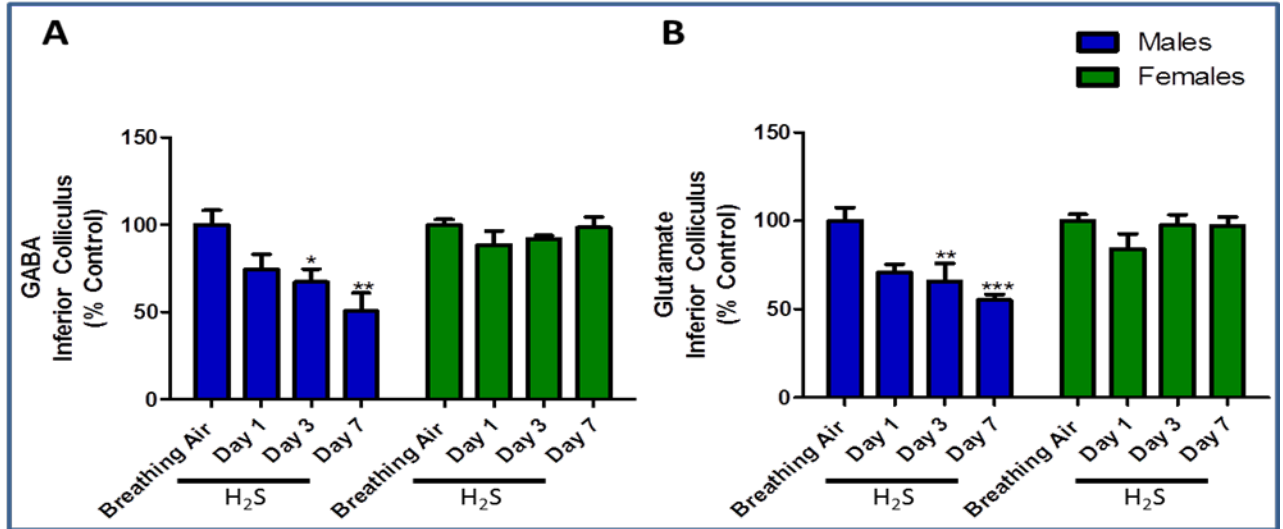 A
B
Males
Females
GABA
Inferior Colliculus
(% Control)
150
100
50
0
*
**
Breathing Air
Day 1
Day 3
Day 7
Breathing Air
Day 1
Day 3
Day 7
H₂S
H₂S
Glutamate
Inferior Colliculus
(% Control)
150
100
50
0
**
***
Breathing Air
Day 1
Day 3
Day 7
Breathing Air
Day 1
Day 3
Day 7
H₂S
H₂S